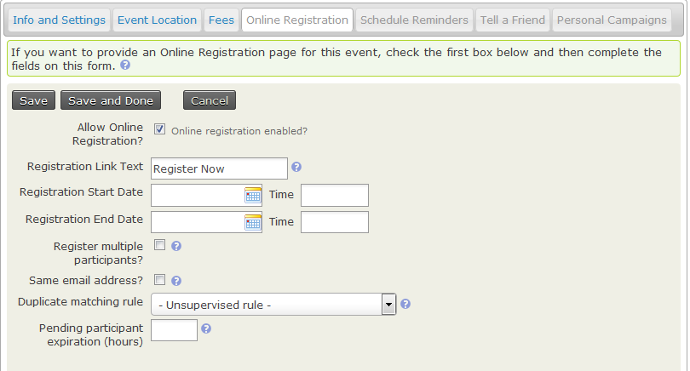 Info and Settings Event Location Fees Online Registration Schedule Reminders Tell a Friend Personal Campaigns
If you want to provide an Online Registration page for this event, check the first box below and then complete the
fields on this form. ?
Save Save and Done Cancel
Allow Online
Registration? Online registration enabled?
Registration Link Text Register Now ?
Registration Start Date Time
Registration End Date Time
Register multiple
participants? ?
Same email address? ?
Duplicate matching rule - Unsupervised rule - ?
Pending participant
expiration (hours) ?